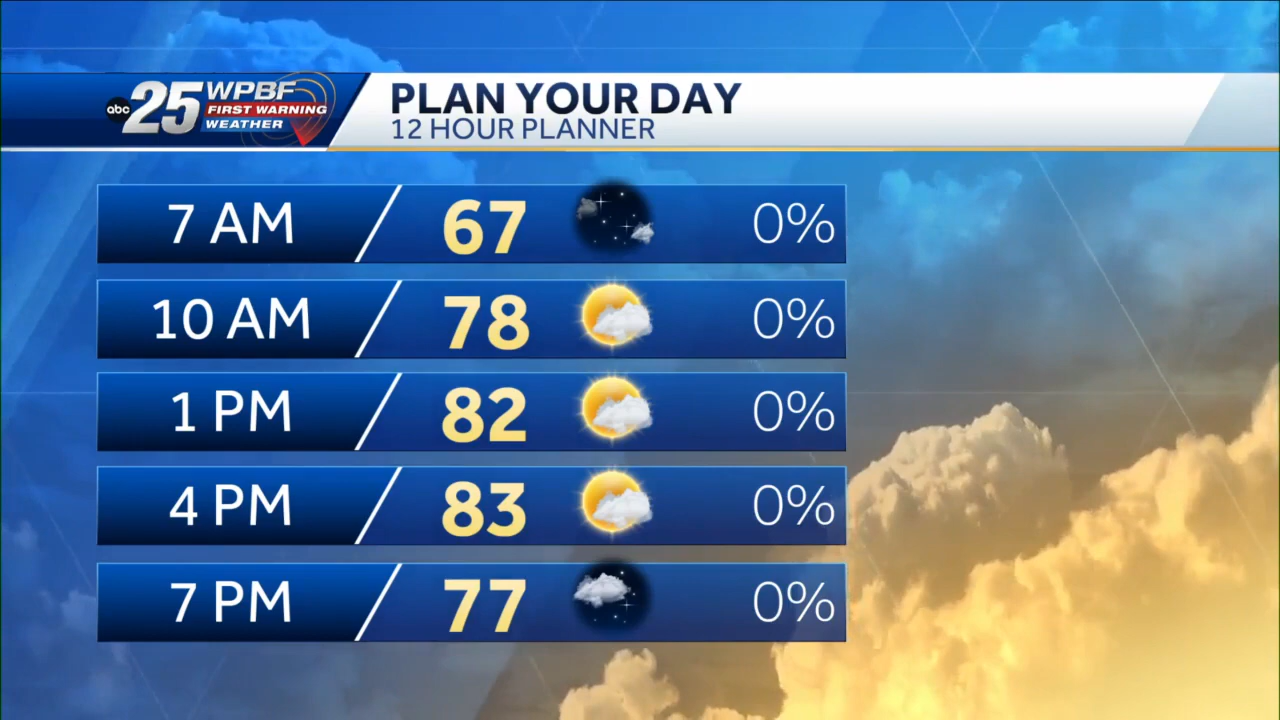 abc 25 WPBF
FIRST WARNING
WEATHER
PLAN YOUR DAY
12 HOUR PLANNER
7 AM 67 0%
10 AM 78 0%
1 PM 82 0%
4 PM 83 0%
7 PM 77 0%